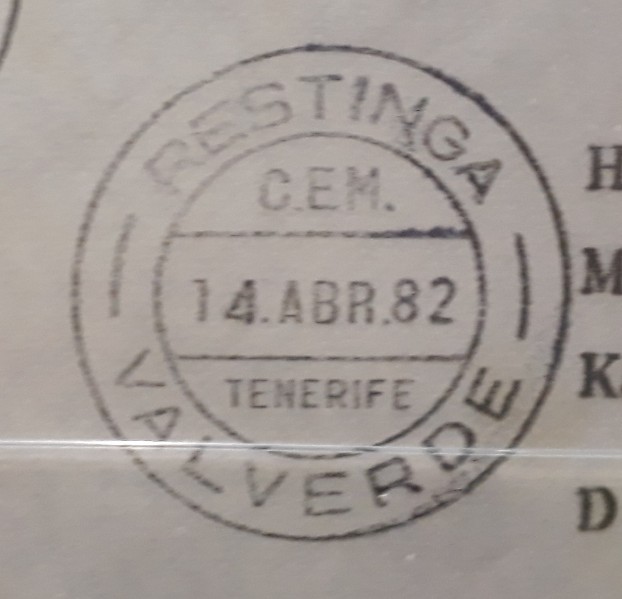 RESTINGA
C.EM.
14.ABR.82
TENERIFE
VALVERDE
H
M
K
D